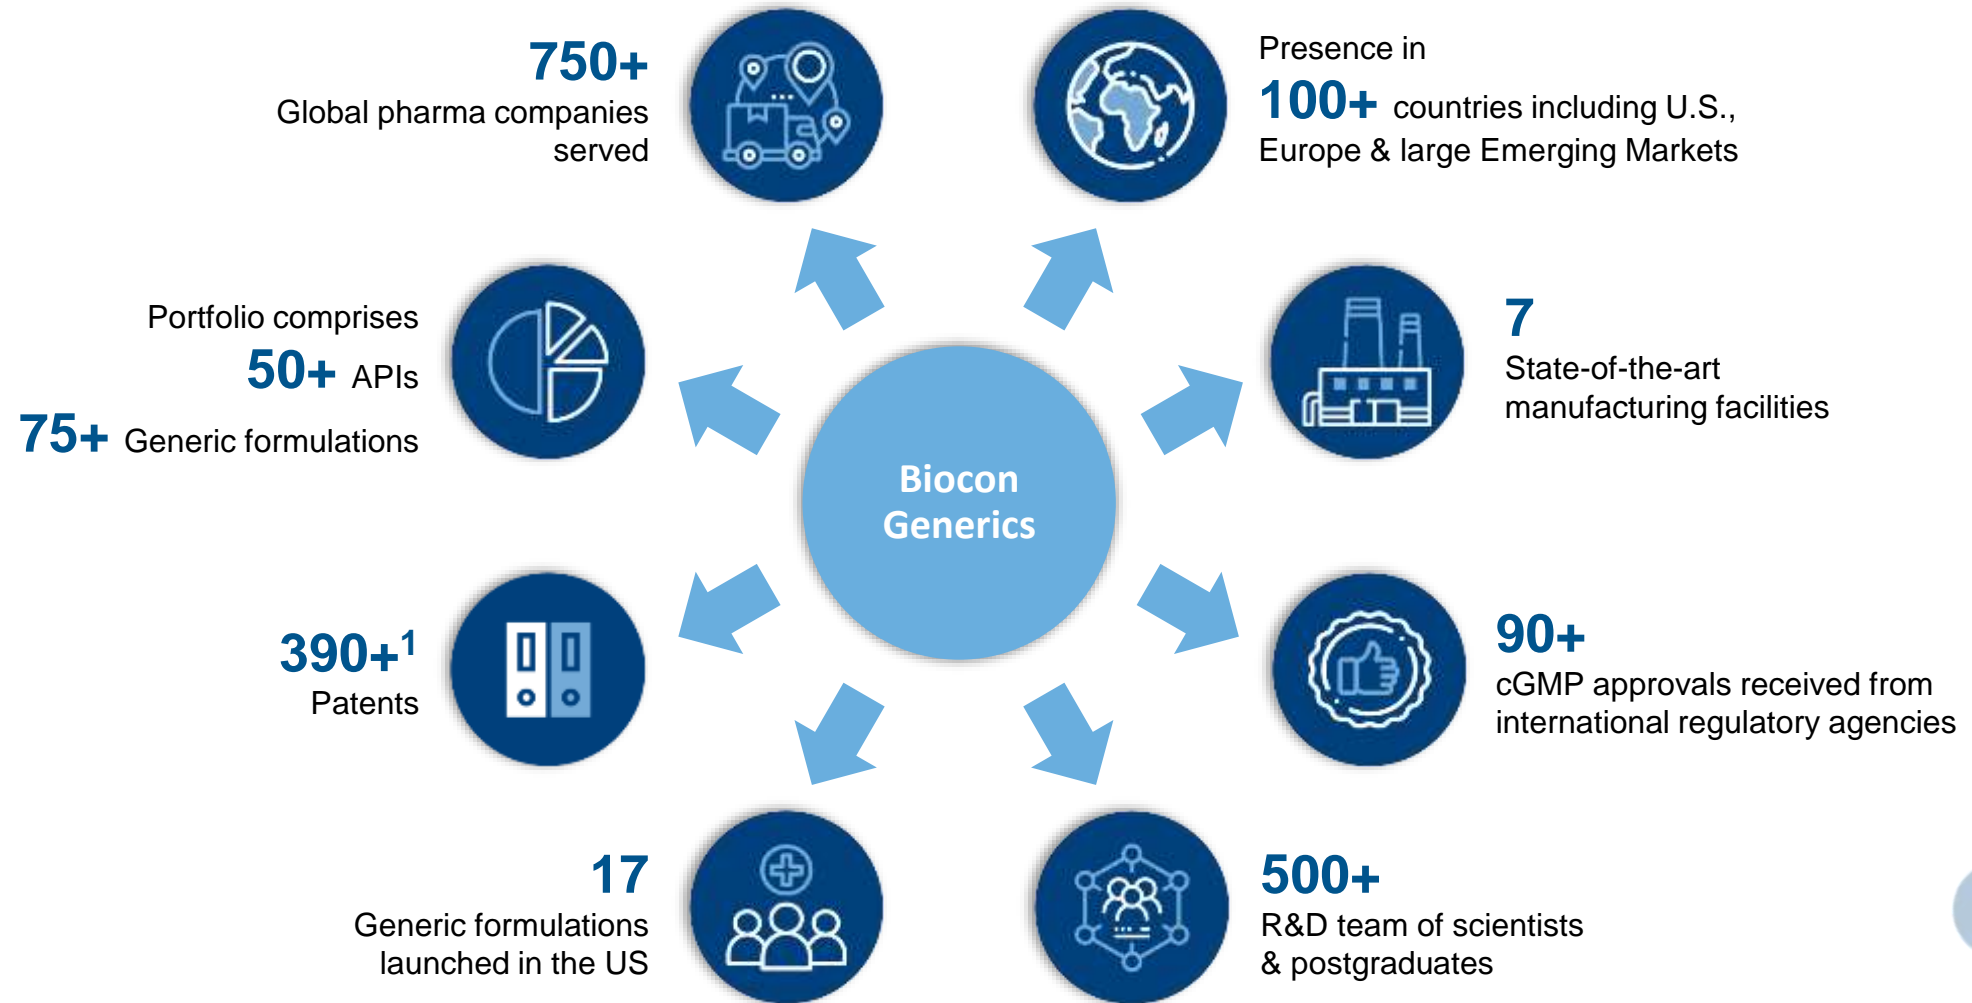 750+
Global pharma companies
served
Presence in
100+ countries including U.S.,
Europe & large Emerging Markets
Portfolio comprises
50+ APIs
75+ Generic formulations
7
State-of-the-art
manufacturing facilities
Biocon
Generics
390+1
Patents
90+
cGMP approvals received from
international regulatory agencies
17
Generic formulations
launched in the US
500+
R&D team of scientists
& postgraduates